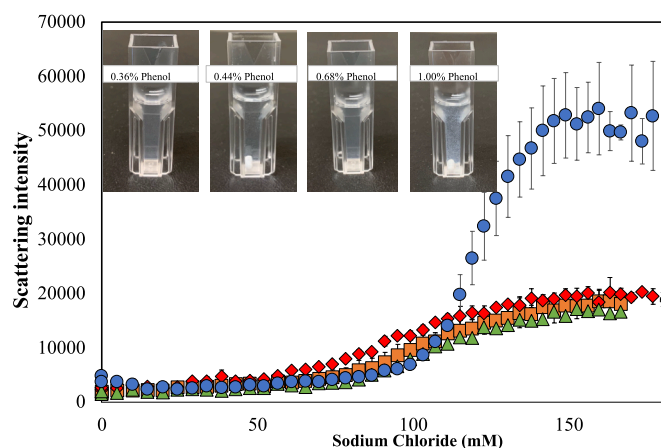 70000
60000
50000
40000
30000
20000
10000
0
Scattering intensity
0.36% Phenol
0.44% Phenol
0.68% Phenol
1.00% Phenol
0
50
100
150
Sodium Chloride (mM)